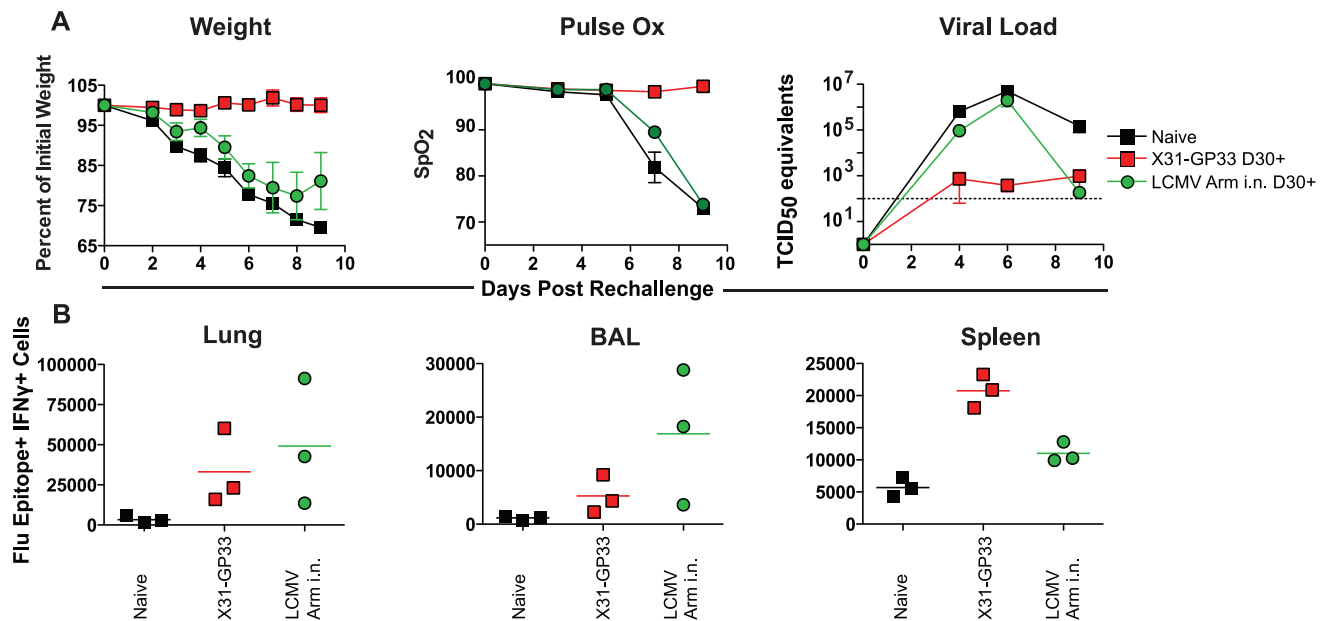 A
Weight
Pulse Ox
Viral Load
Percent of Initial Weight
105
95
85
75
65
0 2 4 6 8 10
SpO2
100
90
80
70
0 2 4 6 8 10
TCID50 equivalents
10^7
10^5
10^3
10^1
0 2 4 6 8 10
Naive
X31-GP33 D30+
LCMV Arm i.n. D30+
Days Post Rechallenge
B
Lung
BAL
Spleen
Flu Epitope+ IFNγ+ Cells
100000
75000
50000
25000
0
Naive
X31-GP33
LCMV
Arm i.n.
30000
20000
10000
0
Naive
X31-GP33
LCMV
Arm i.n.
25000
20000
15000
10000
5000
0
Naive
X31-GP33
LCMV
Arm i.n.